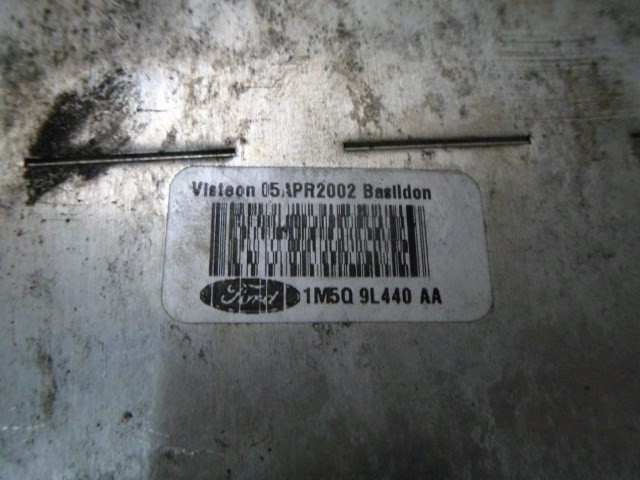 Visteon 05APR2002 Basildon
Ford 1M5Q 9L440 AA